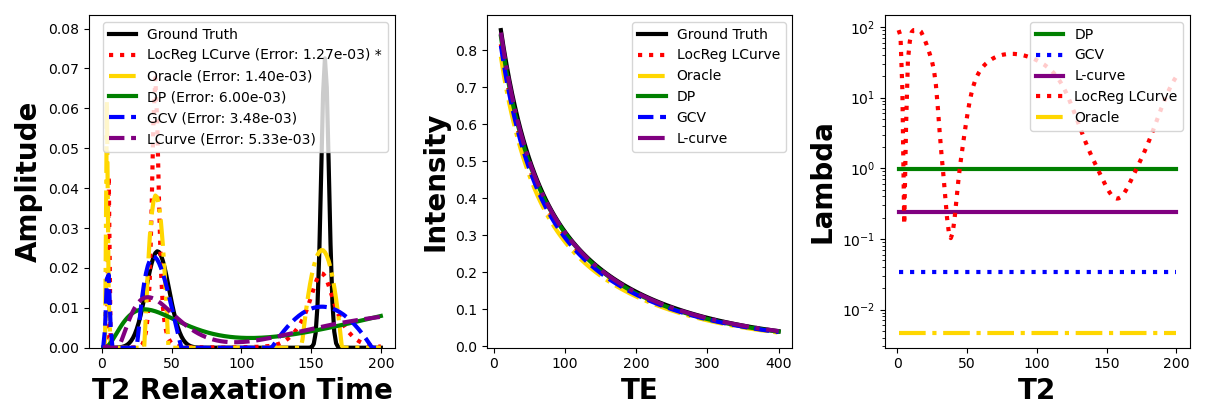 0.08
0.07
0.06
0.05
0.04
0.03
0.02
0.01
0.00
Amplitude
Ground Truth
LocReg LCurve (Error: 1.27e-03) *
Oracle (Error: 1.40e-03)
DP (Error: 6.00e-03)
GCV (Error: 3.48e-03)
LCurve (Error: 5.33e-03)
0 50 100 150 200
T2 Relaxation Time
0.8
0.7
0.6
0.5
0.4
0.3
0.2
0.1
0.0
Intensity
Ground Truth
LocReg LCurve
Oracle
DP
GCV
L-curve
0 100 200 300 400
TE
10^2
10^1
10^0
10^-1
10^-2
Lambda
DP
GCV
L-curve
LocReg LCurve
Oracle
0 50 100 150 200
T2